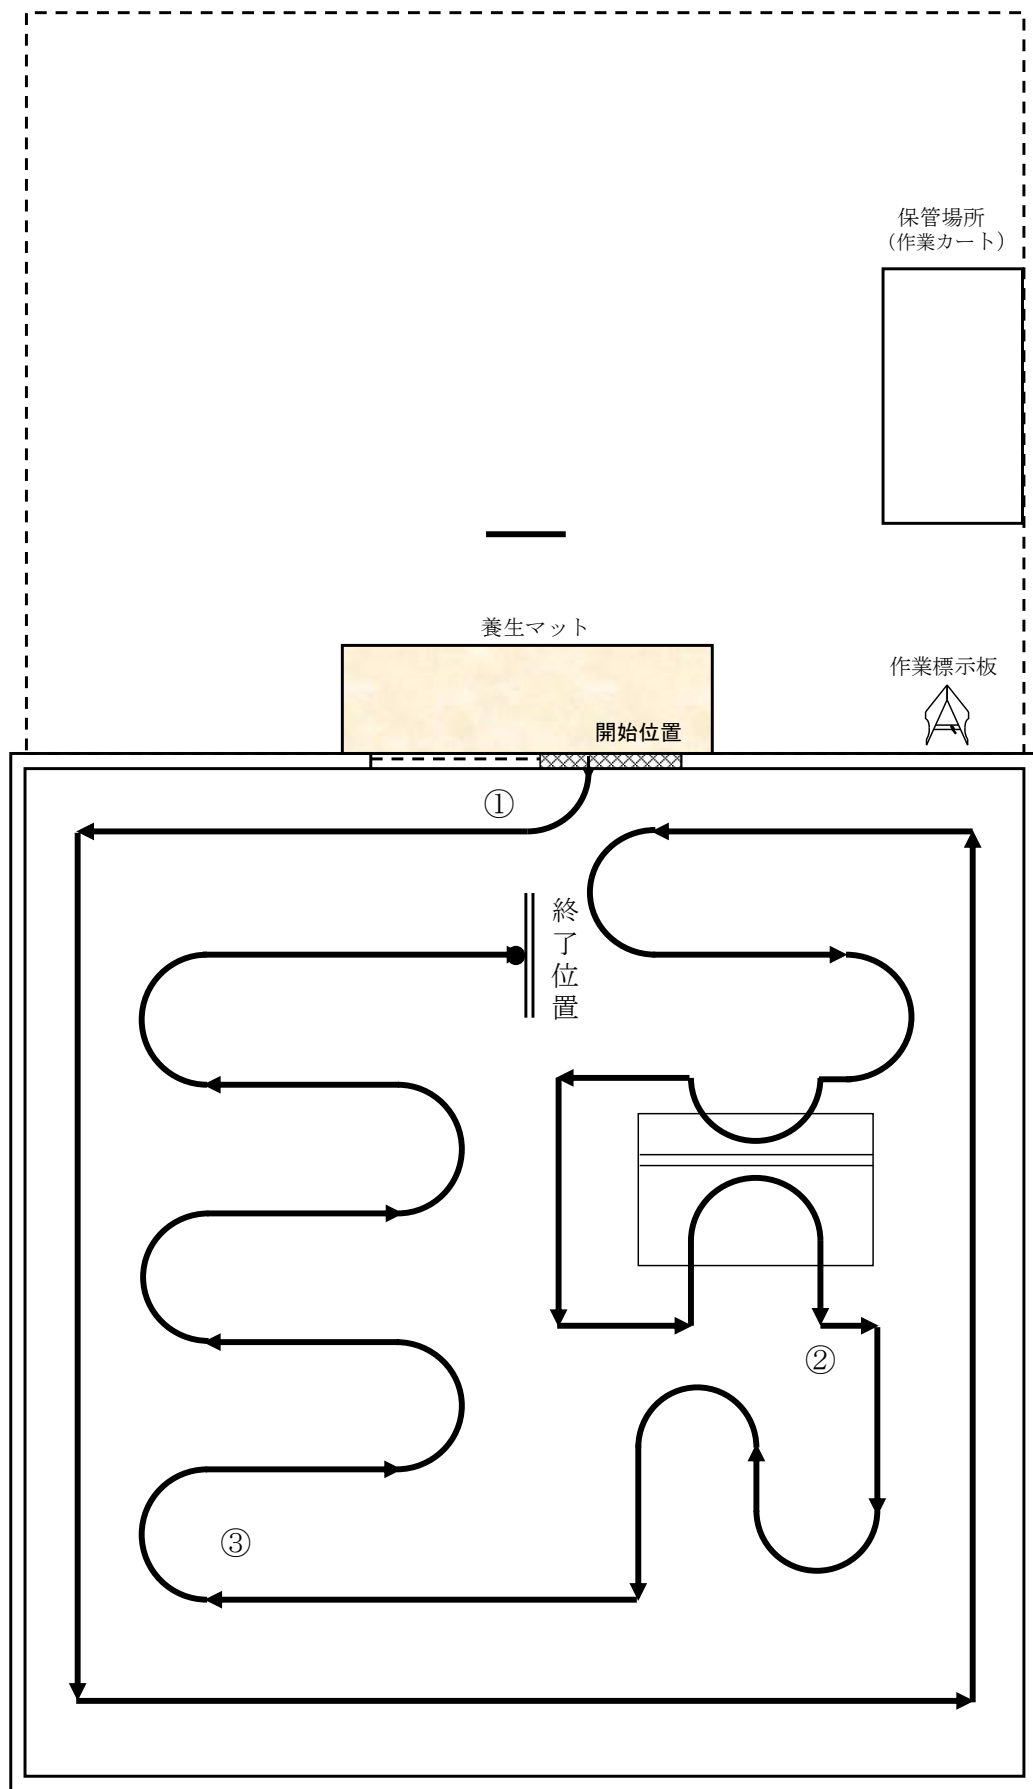 保管場所
（作業カート）
養生マット
作業標示板
開始位置
①
終了位置
②
③